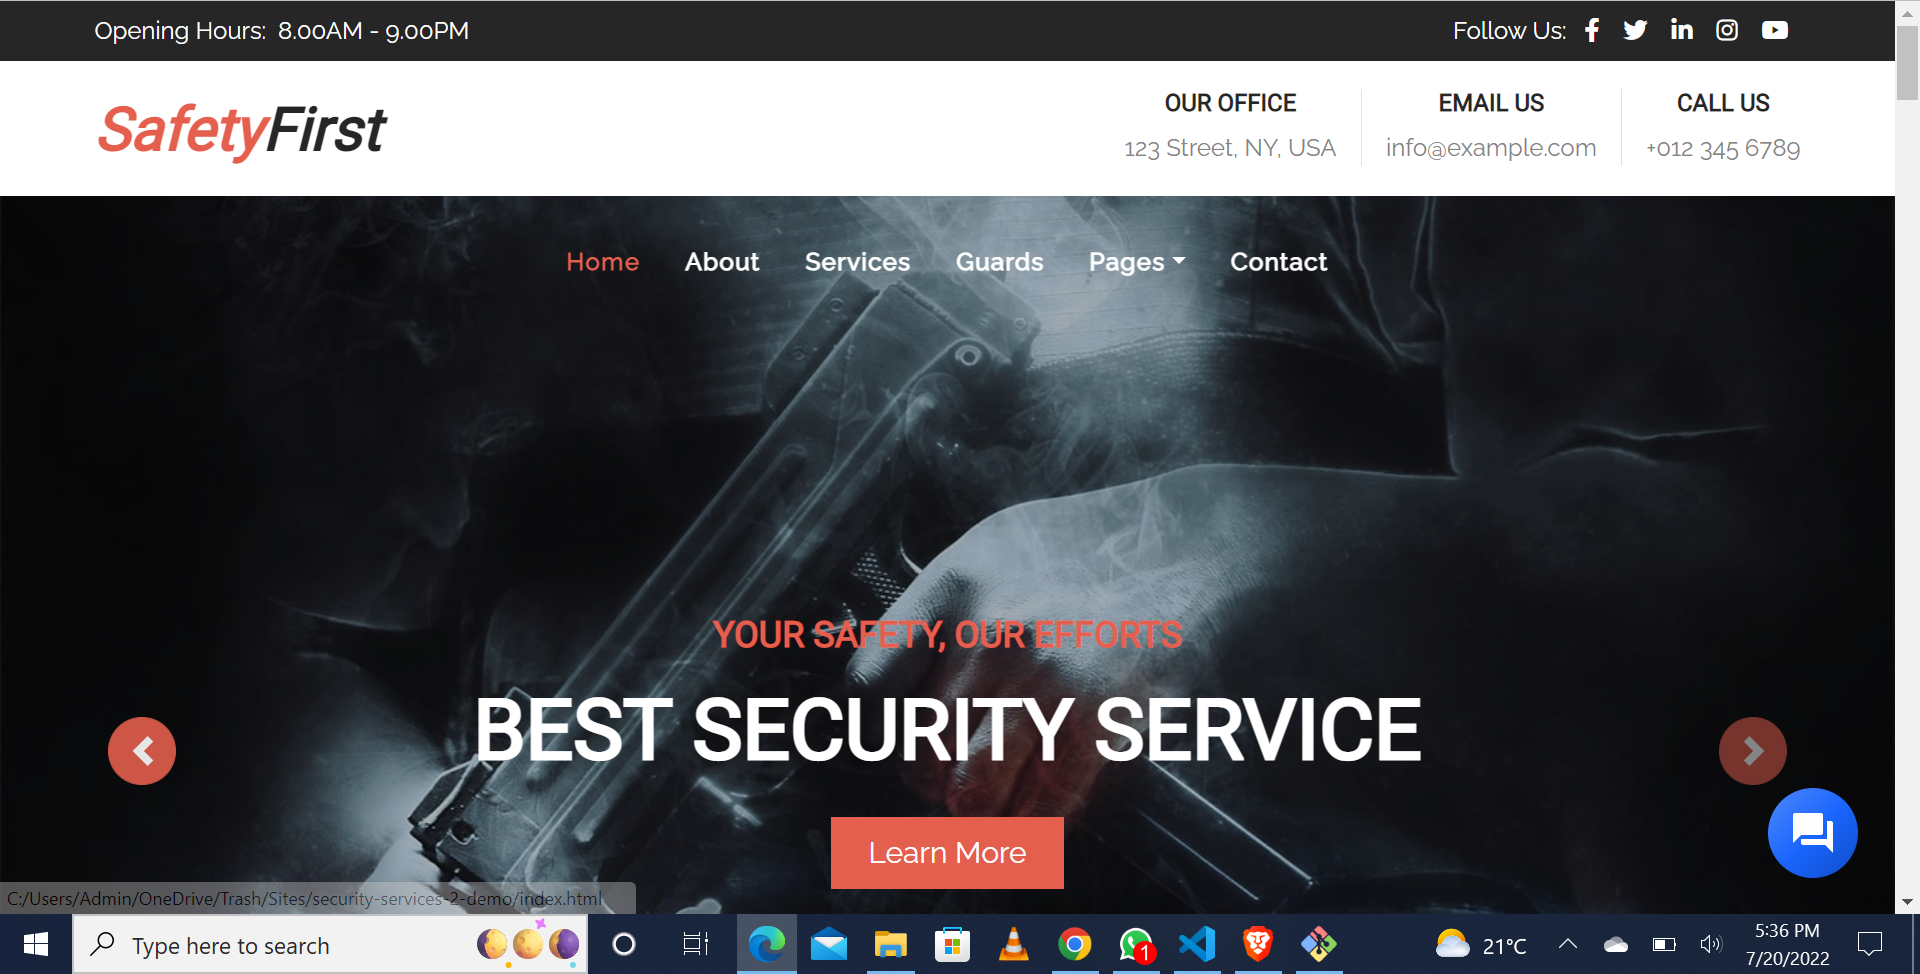 Opening Hours: 8.00AM - 9.00PM
Follow Us:
SafetyFirst
OUR OFFICE
123 Street, NY, USA
EMAIL US
info@example.com
CALL US
+012 345 6789
Home About Services Guards Pages Contact
YOUR SAFETY, OUR EFFORTS
BEST SECURITY SERVICE
Learn More
C:/Users/Admin/OneDrive/Trash/Sites/security-services-2-demo/index.html
Type here to search
1
21°C
5:36 PM
7/20/2022